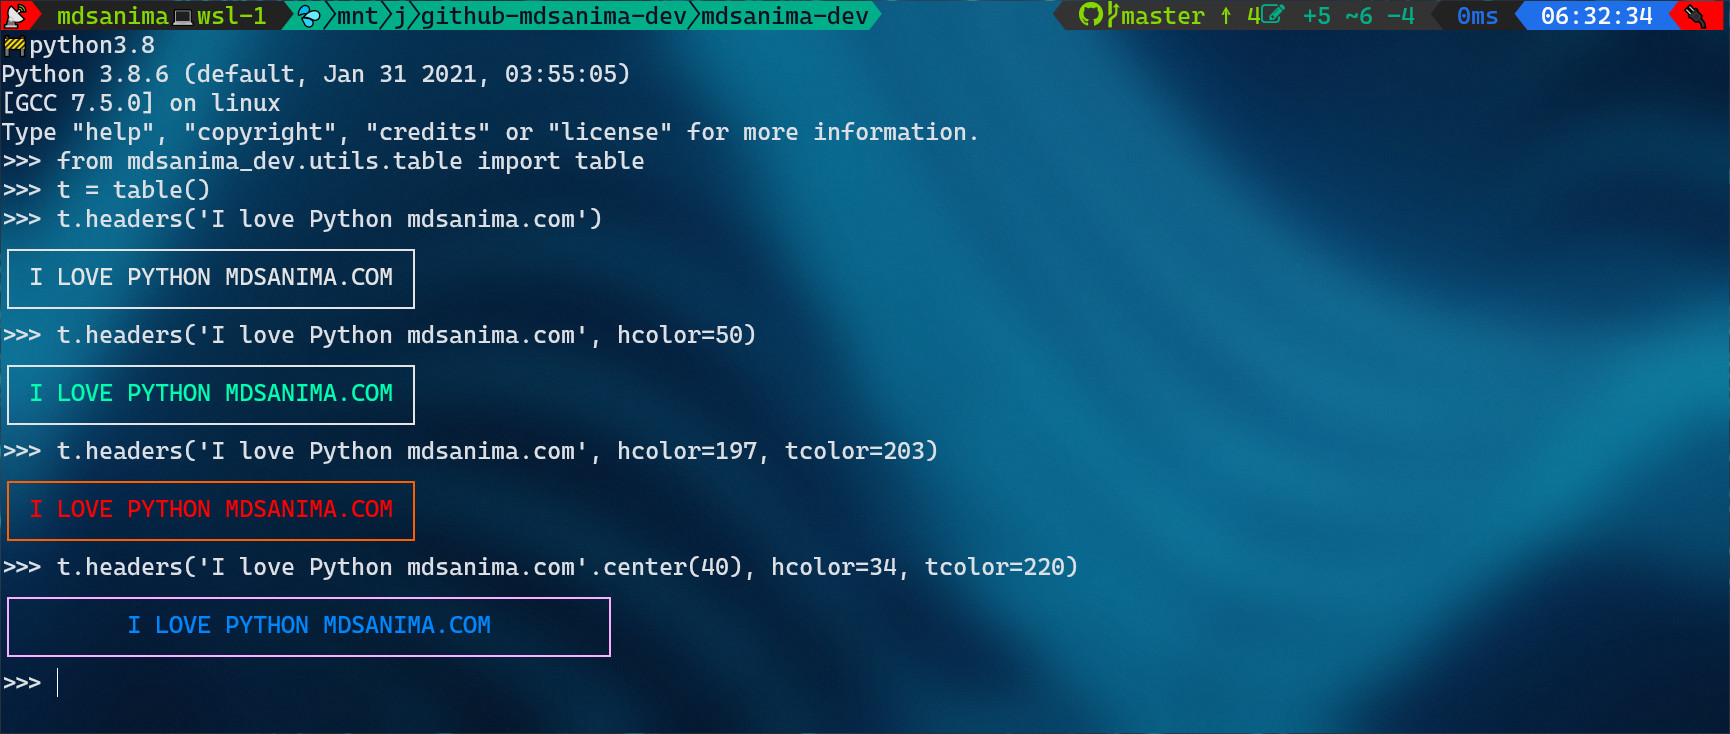 mdsanima wsl-1 mnt j github-mdsanima-dev mdsanima-dev master ↑ 4 +5 ~6 -4 0ms 06:32:34
python3.8
Python 3.8.6 (default, Jan 31 2021, 03:55:05)
[GCC 7.5.0] on linux
Type "help", "copyright", "credits" or "license" for more information.
>>> from mdsanima_dev.utils.table import table
>>> t = table()
>>> t.headers('I love Python mdsanima.com')
I LOVE PYTHON MDSANIMA.COM
>>> t.headers('I love Python mdsanima.com', hcolor=50)
I LOVE PYTHON MDSANIMA.COM
>>> t.headers('I love Python mdsanima.com', hcolor=197, tcolor=203)
I LOVE PYTHON MDSANIMA.COM
>>> t.headers('I love Python mdsanima.com'.center(40), hcolor=34, tcolor=220)
I LOVE PYTHON MDSANIMA.COM
>>>